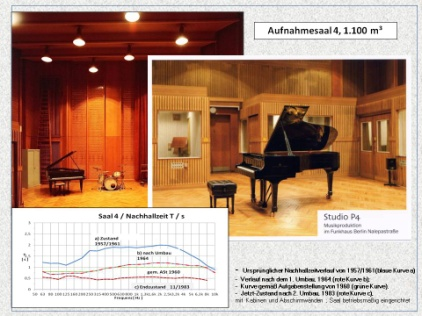 Aufnahmesaal 4, 1.100 m³
Studio P4
Musikproduktion
im Funkhaus Berlin Nalepastraße
Saal 4 / Nachhallzeit T / s
a) Zustand
1957/1961
b) nach Umbau
1964
gem. ASt 1960
c) Endzustand 11/1983
Frequenz[Hz]
- Ursprünglicher Nachhallzeitverlauf von 1957/1961(blaue Kurve a)
- Verlauf nach dem 1. Umbau, 1964 (rote Kurve b);
- Kurve gemäß Aufgabenstellung von 1960 (grüne Kurve)
- Jetzt-Zustand nach 2. Umbau, 1983 (rote Kurve c),
mit Kabinen und Abschirmwänden; Saal betriebsmäßig eingerichtet